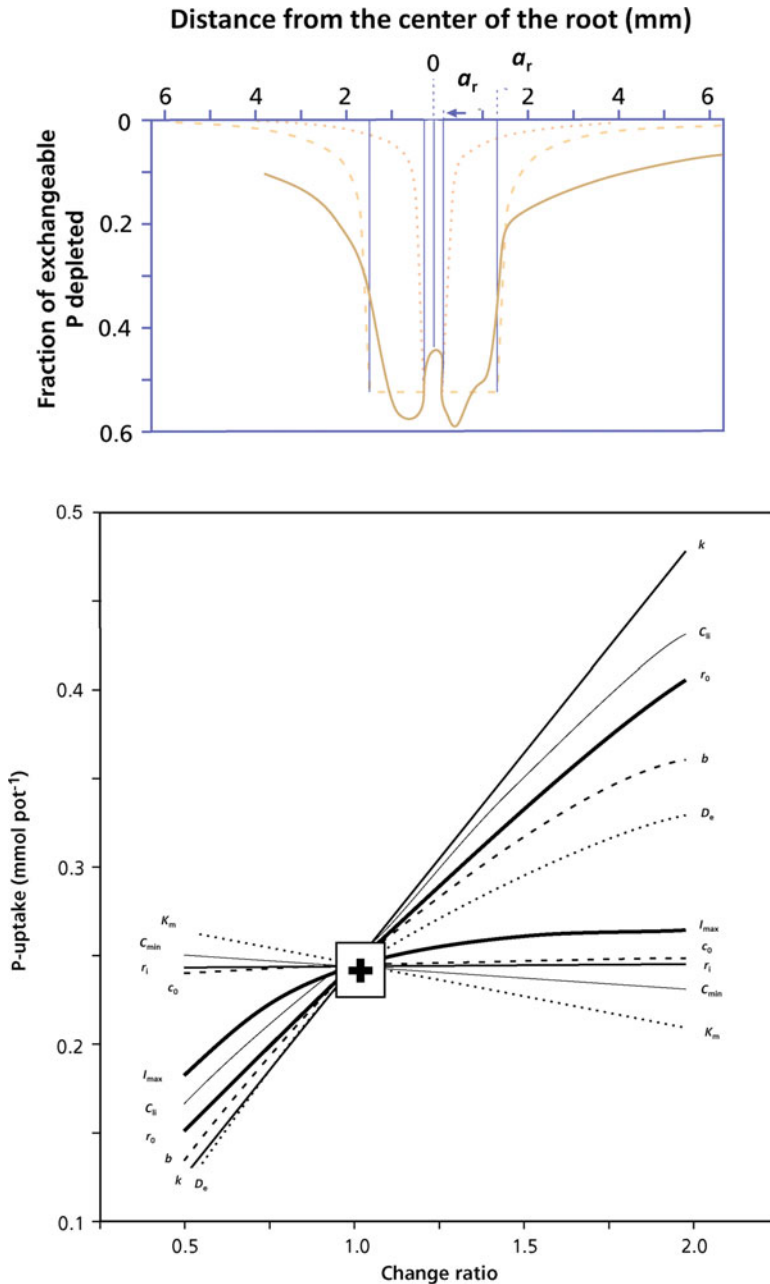 Distance from the center of the root (mm)
0
a_r
a_r
6 4 2 2 4 6
0
0.2
0.4
0.6
Fraction of exchangeable
P depleted
0.5
0.4
0.3
0.2
0.1
P-uptake (mmol pot⁻¹)
k
C_li
r_0
b
D_e
I_max
c_0
r_i
C_min
K_m
K_m
C_min
r_i
c_0
I_max
C_li
r_0
b
k
D_e
0.5 1.0 1.5 2.0
Change ratio